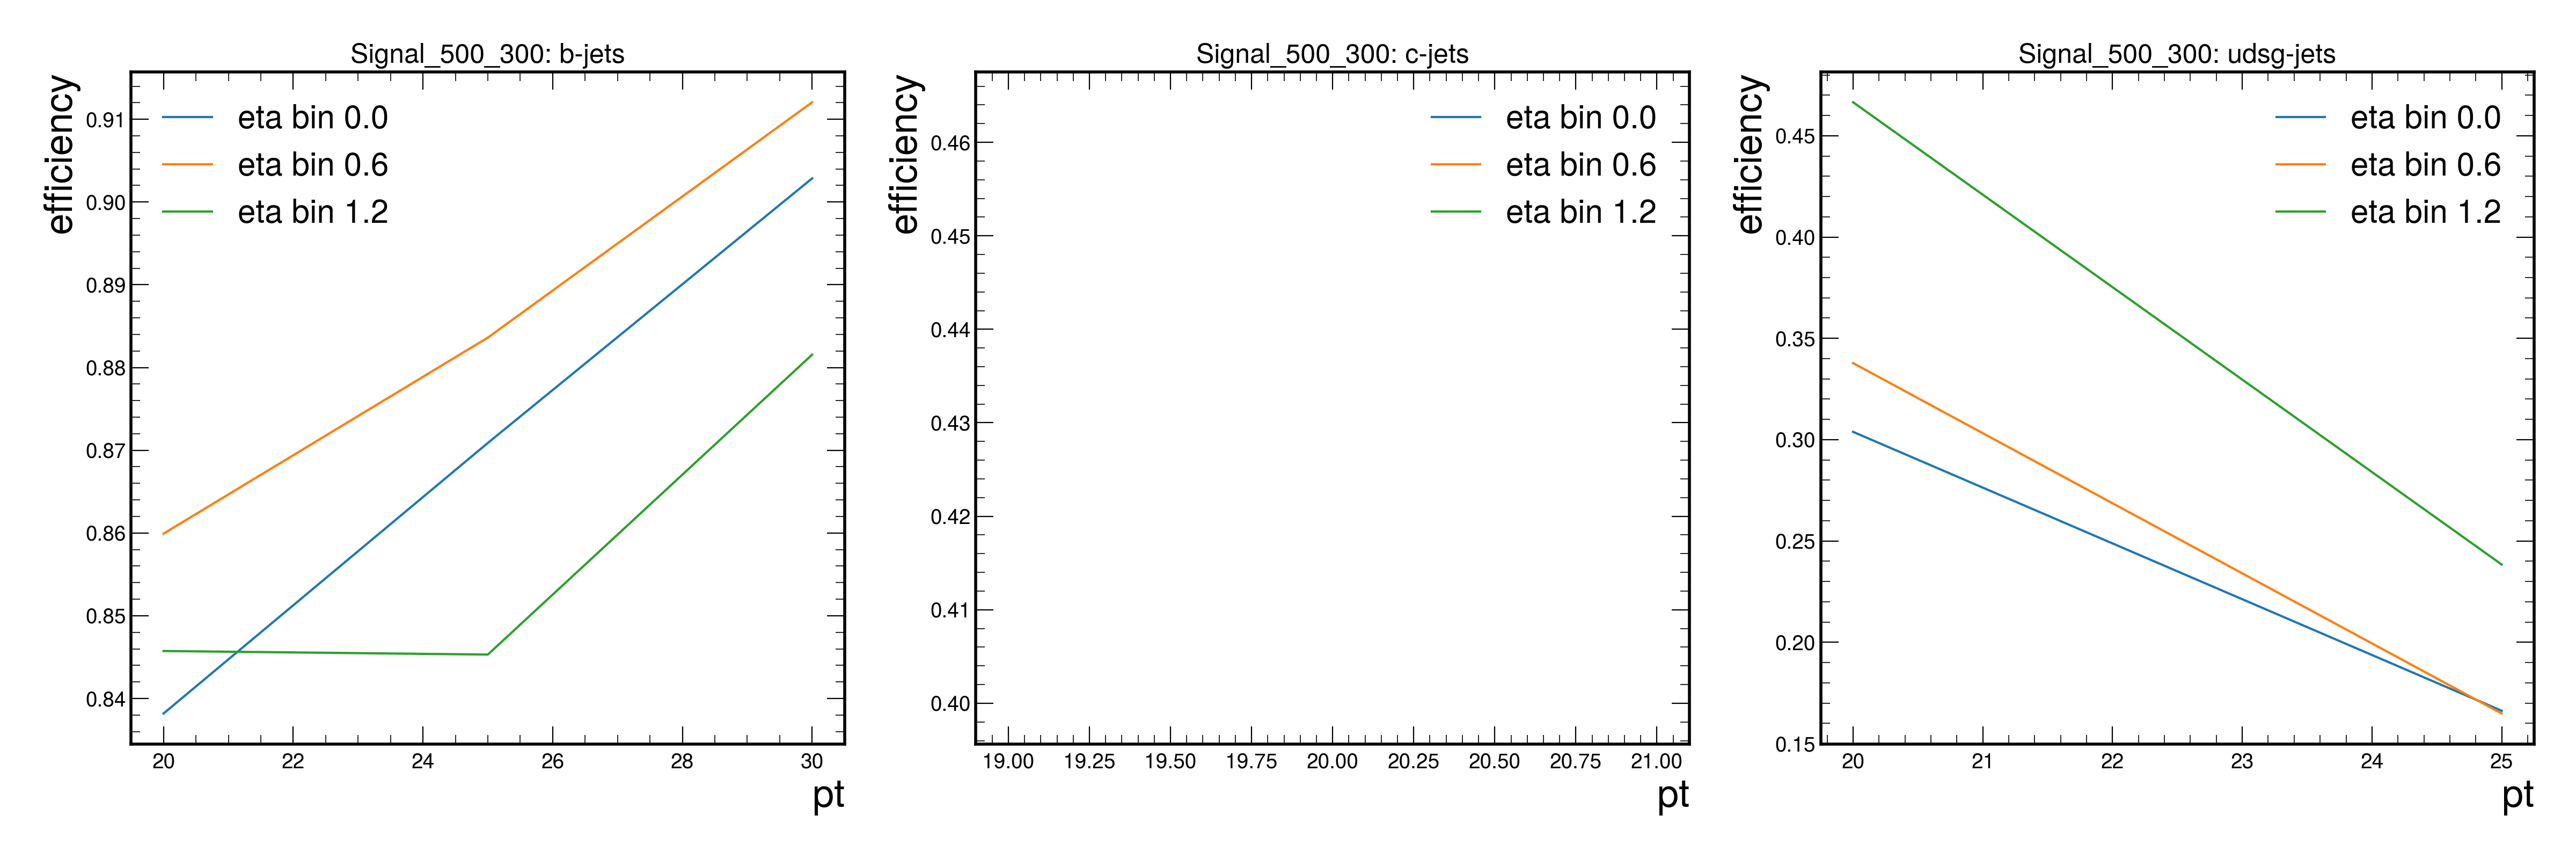 Signal_500_300: b-jets
efficiency
eta bin 0.0
eta bin 0.6
eta bin 1.2
0.91
0.90
0.89
0.88
0.87
0.86
0.85
0.84
20 22 24 26 28 30
pt
Signal_500_300: c-jets
efficiency
eta bin 0.0
eta bin 0.6
eta bin 1.2
0.46
0.45
0.44
0.43
0.42
0.41
0.40
19.00 19.25 19.50 19.75 20.00 20.25 20.50 20.75 21.00
pt
Signal_500_300: udsg-jets
efficiency
eta bin 0.0
eta bin 0.6
eta bin 1.2
0.45
0.40
0.35
0.30
0.25
0.20
0.15
20 21 22 23 24 25
pt